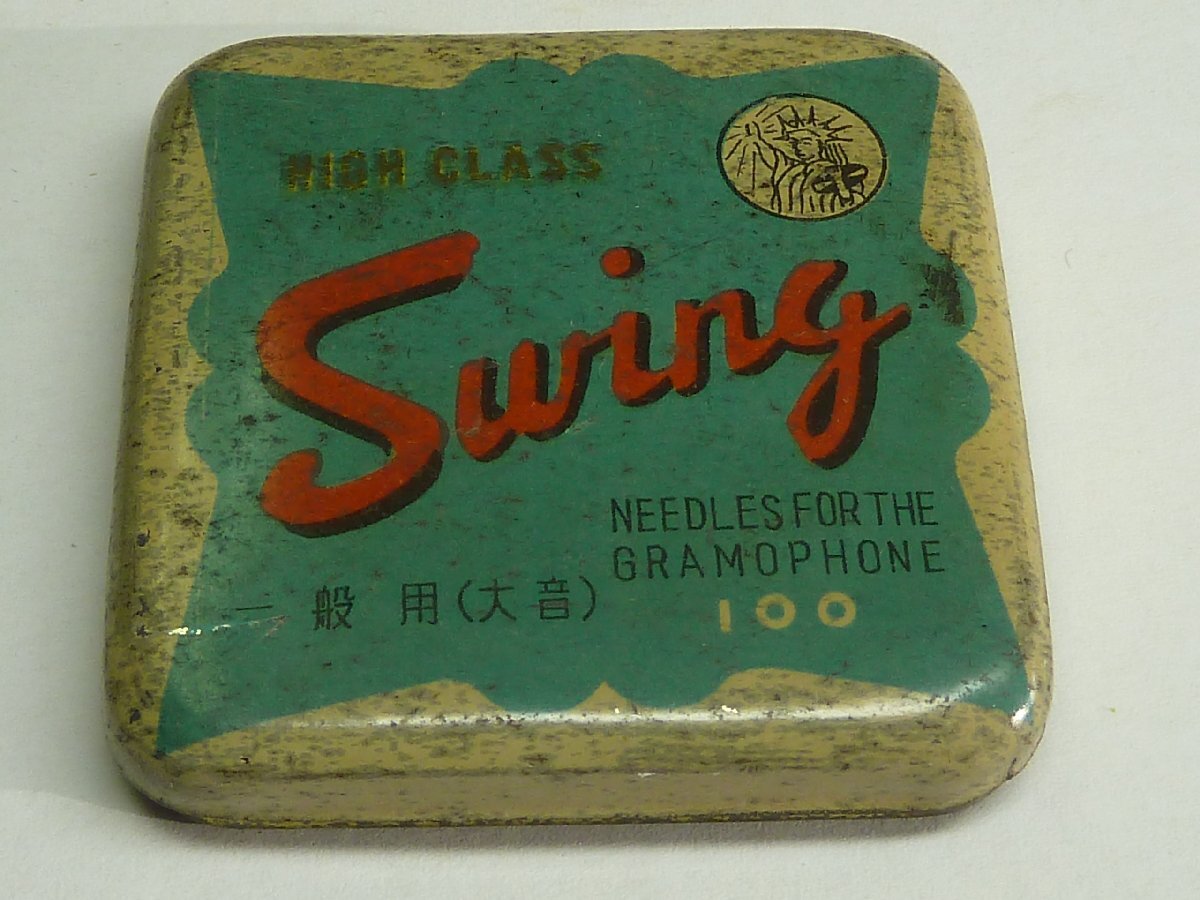 HIGH CLASS
Swing
NEEDLES FOR THE
GRAMOPHONE
一般用(大音)
100